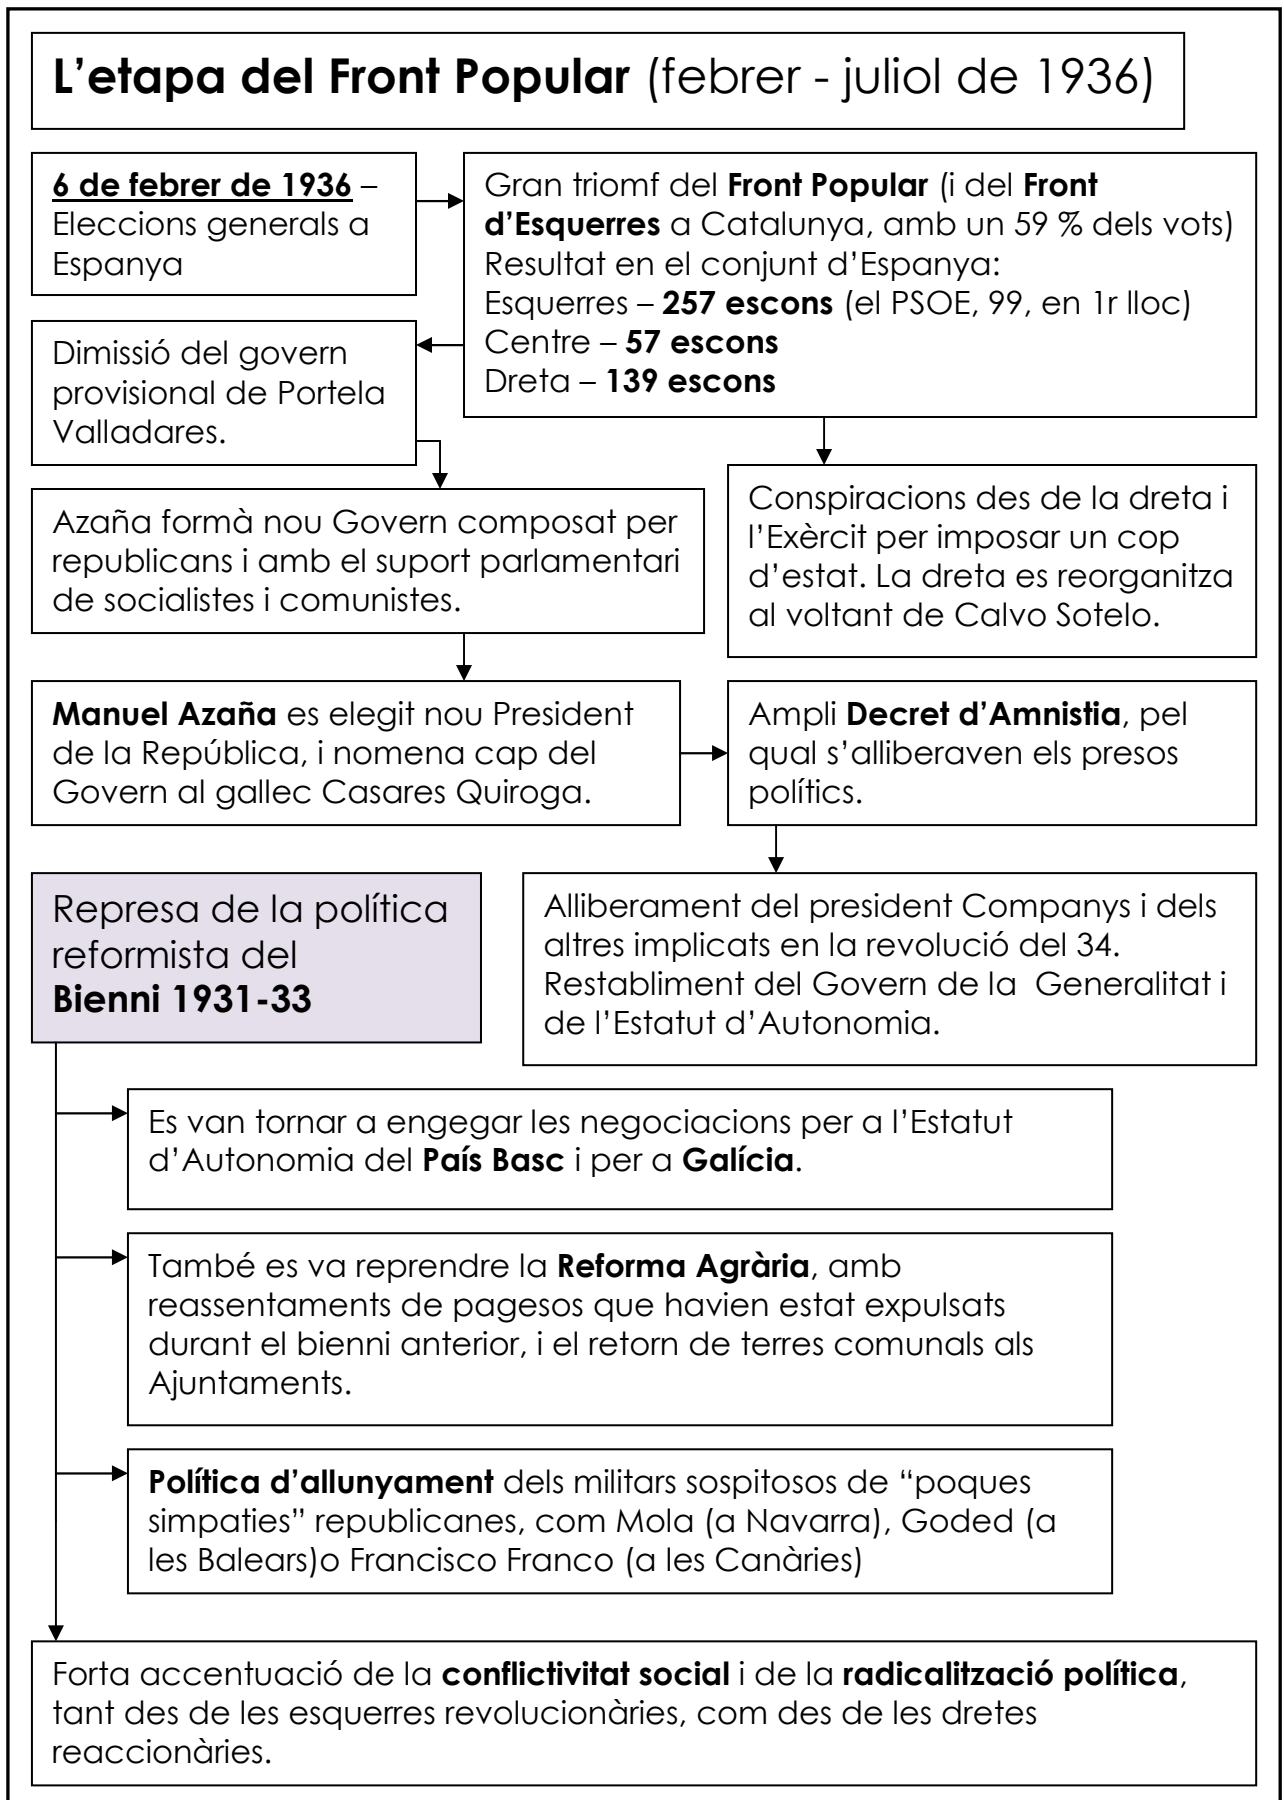 L’etapa del Front Popular (febrer - juliol de 1936)
6 de febrer de 1936 –
Eleccions generals a
Espanya
Gran triomf del Front Popular (i del Front
d’Esquerres a Catalunya, amb un 59 % dels vots)
Resultat en el conjunt d’Espanya:
Esquerres – 257 escons (el PSOE, 99, en 1r lloc)
Centre – 57 escons
Dreta – 139 escons
Dimissió del govern
provisional de Portela
Valladares.
Azaña formà nou Govern composat per
republicans i amb el suport parlamentari
de socialistes i comunistes.
Conspiracions des de la dreta i
l’Exèrcit per imposar un cop
d’estat. La dreta es reorganitza
al voltant de Calvo Sotelo.
Manuel Azaña es elegit nou President
de la República, i nomena cap del
Govern al gallec Casares Quiroga.
Ampli Decret d’Amnistia, pel
qual s’alliberaven els presos
polítics.
Represa de la política
reformista del
Bienni 1931-33
Alliberament del president Companys i dels
altres implicats en la revolució del 34.
Restabliment del Govern de la  Generalitat i
de l’Estatut d’Autonomia.
Es van tornar a engegar les negociacions per a l’Estatut
d’Autonomia del País Basc i per a Galícia.
També es va reprendre la Reforma Agrària, amb
reassentaments de pagesos que havien estat expulsats
durant el bienni anterior, i el retorn de terres comunals als
Ajuntaments.
Política d’allunyament dels militars sospitosos de “poques
simpaties” republicanes, com Mola (a Navarra), Goded (a
les Balears)o Francisco Franco (a les Canàries)
Forta accentuació de la conflictivitat social i de la radicalització política,
tant des de les esquerres revolucionàries, com des de les dretes
reaccionàries.